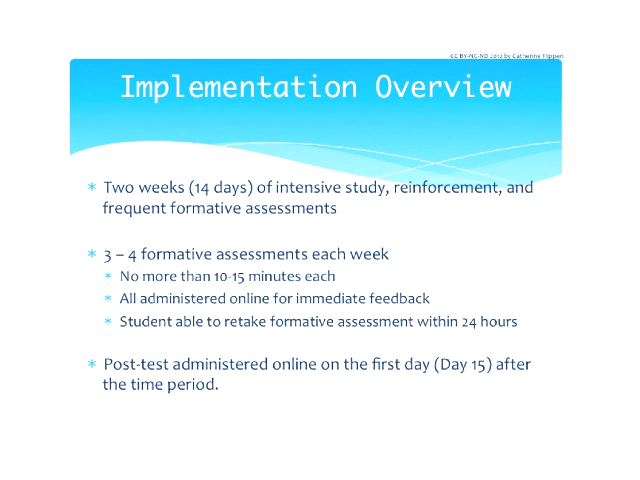 CC BY-NC-ND 2012 by Catherine Flippen
Implementation Overview
* Two weeks (14 days) of intensive study, reinforcement, and
frequent formative assessments
* 3 – 4 formative assessments each week
* No more than 10-15 minutes each
* All administered online for immediate feedback
* Student able to retake formative assessment within 24 hours
* Post-test administered online on the first day (Day 15) after
the time period.